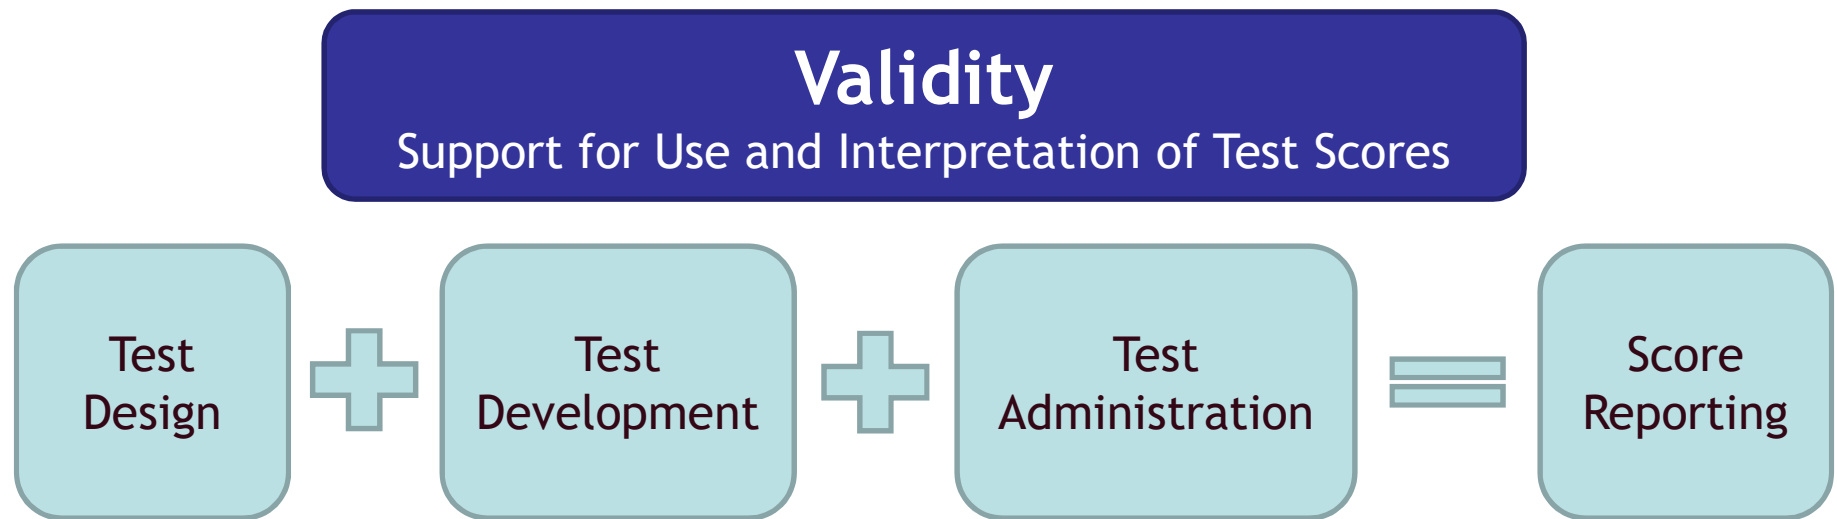 Validity
Support for Use and Interpretation of Test Scores
Test
Design
Test
Development
Test
Administration
Score
Reporting